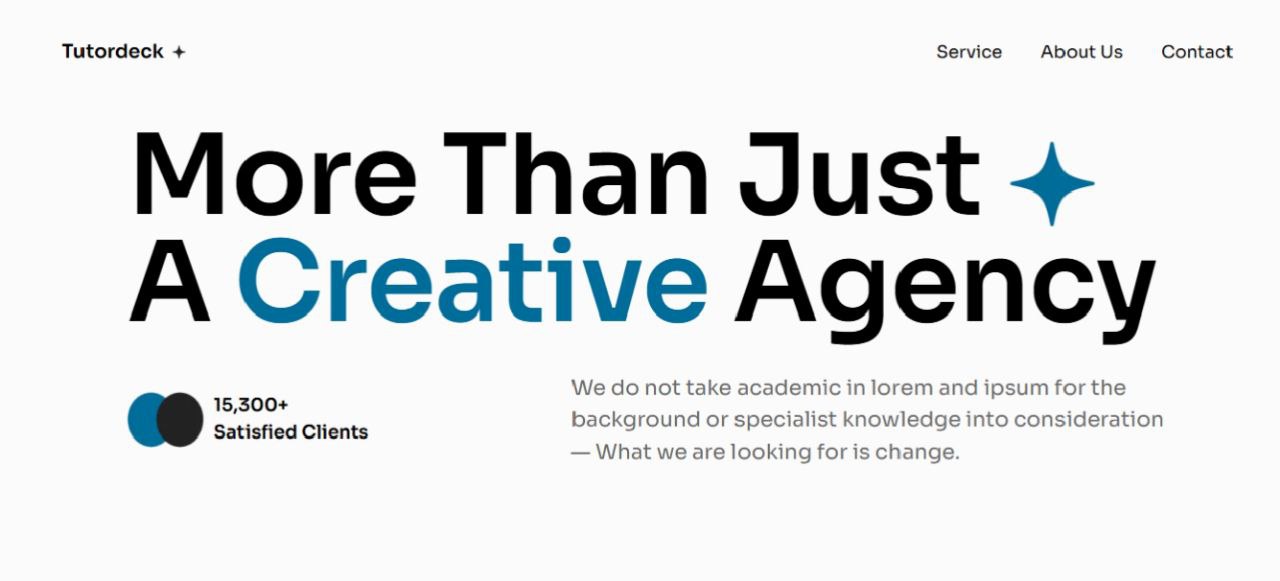 Tutordeck
Service About Us Contact
More Than Just
A Creative Agency
15,300+
Satisfied Clients
We do not take academic in lorem and ipsum for the
background or specialist knowledge into consideration
— What we are looking for is change.